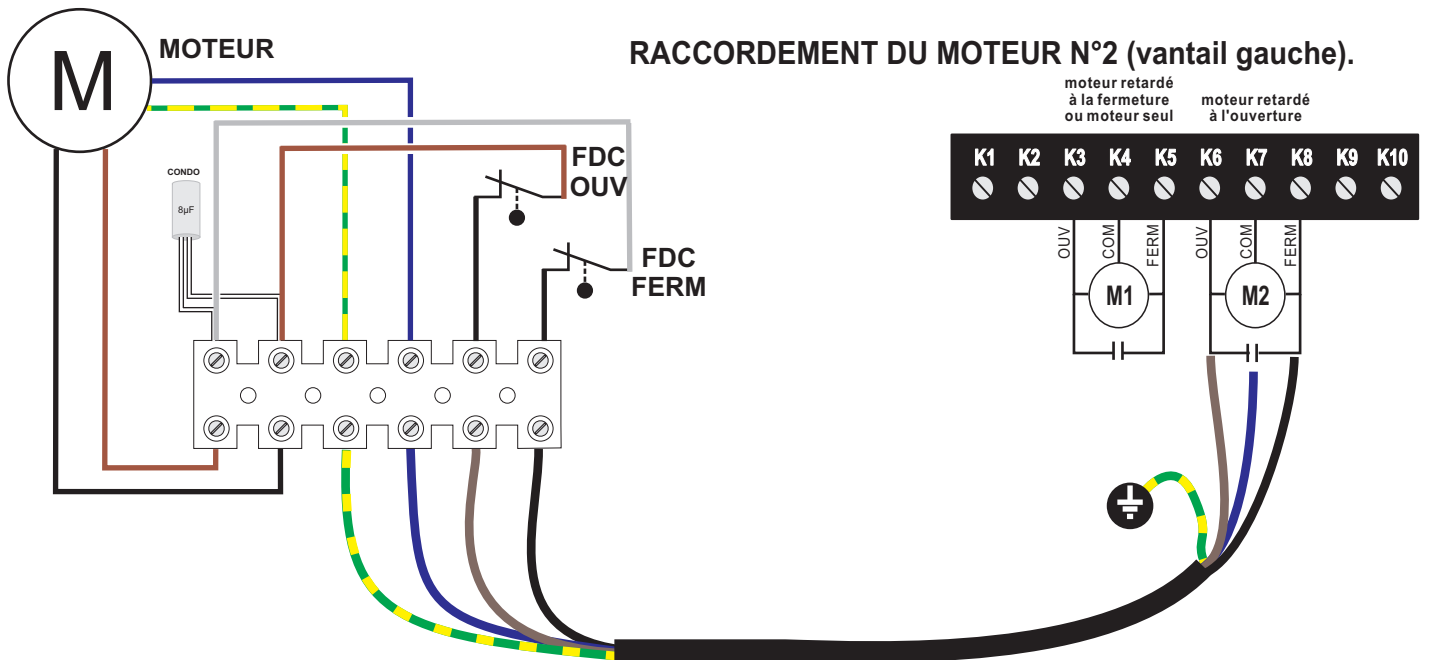 RACCORDEMENT DU MOTEUR N°2 (vantail gauche).
M
MOTEUR
CONDO
8µF
FDC
OUV
FDC
FERM
moteur retardé
à la fermeture
ou moteur seul
moteur retardé
à l'ouverture
K1 K2 K3 K4 K5 K6 K7 K8 K9 K10
OUV COM FERM OUV COM FERM
M1 M2